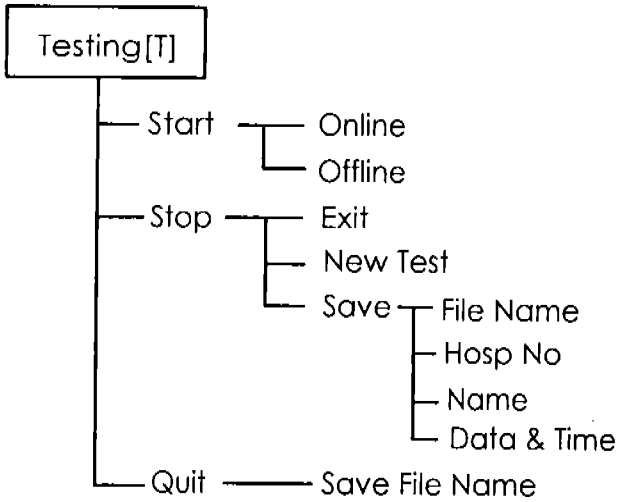 Testing[T]
Start
Online
Offline
Stop
Exit
New Test
Save
File Name
Hosp No
Name
Data & Time
Quit
Save File Name